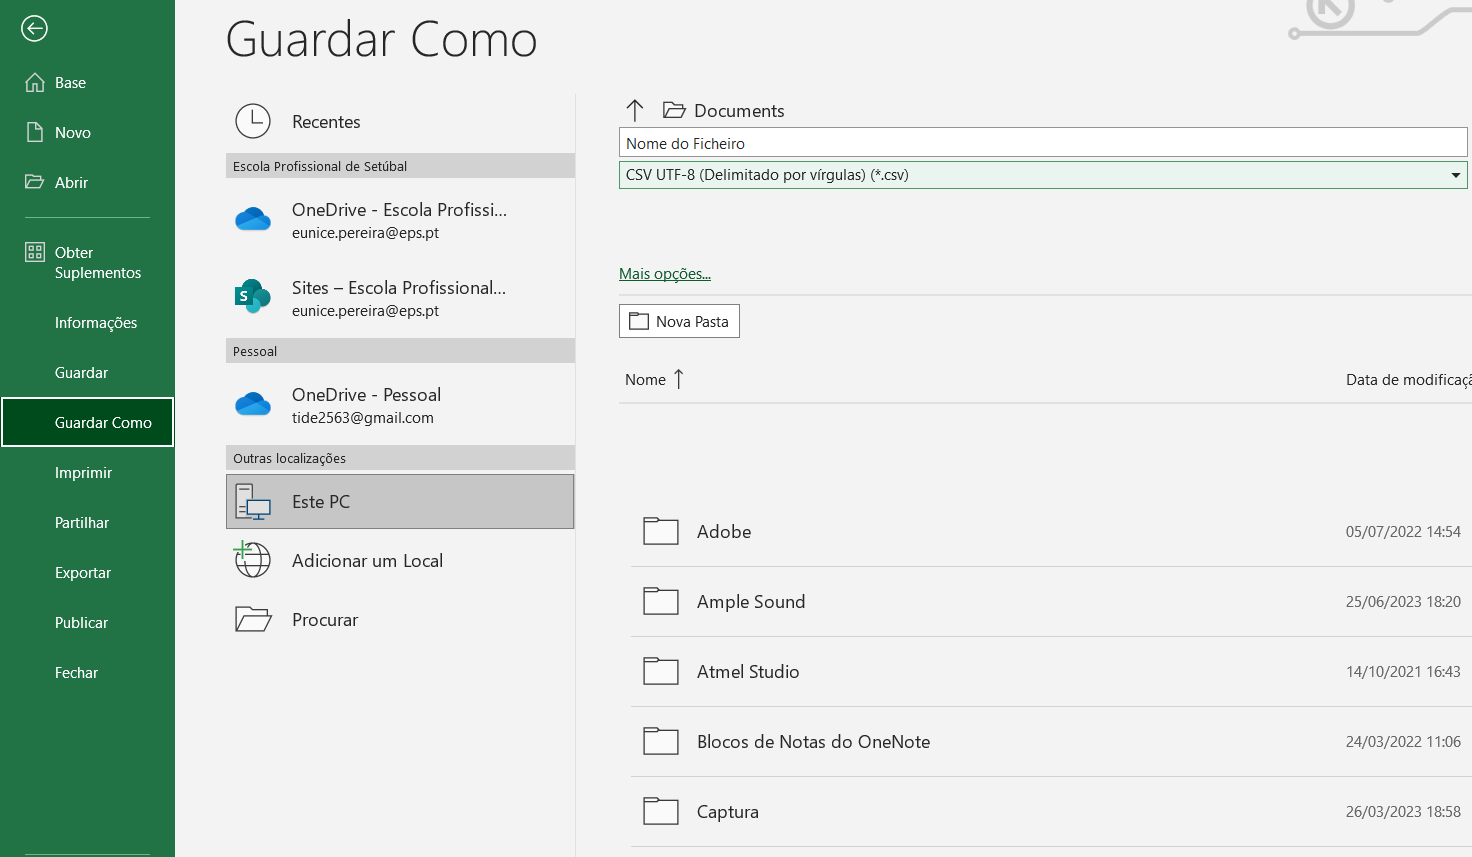 Guardar Como
Base
Novo
Abrir
Obter
Suplementos
Informações
Guardar
Guardar Como
Imprimir
Partilhar
Exportar
Publicar
Fechar
Recentes
Escola Profissional de Setúbal
OneDrive - Escola Profissi...
eunice.pereira@eps.pt
S
Sites – Escola Profissional...
eunice.pereira@eps.pt
Pessoal
OneDrive - Pessoal
tide2563@gmail.com
Outras localizações
Este PC
Adicionar um Local
Procurar
Documents
Nome do Ficheiro
CSV UTF-8 (Delimitado por vírgulas) (*.csv)
Mais opções...
Nova Pasta
Nome Data de modificaçã
Adobe 05/07/2022 14:54
Ample Sound 25/06/2023 18:20
Atmel Studio 14/10/2021 16:43
Blocos de Notas do OneNote 24/03/2022 11:06
Captura 26/03/2023 18:58